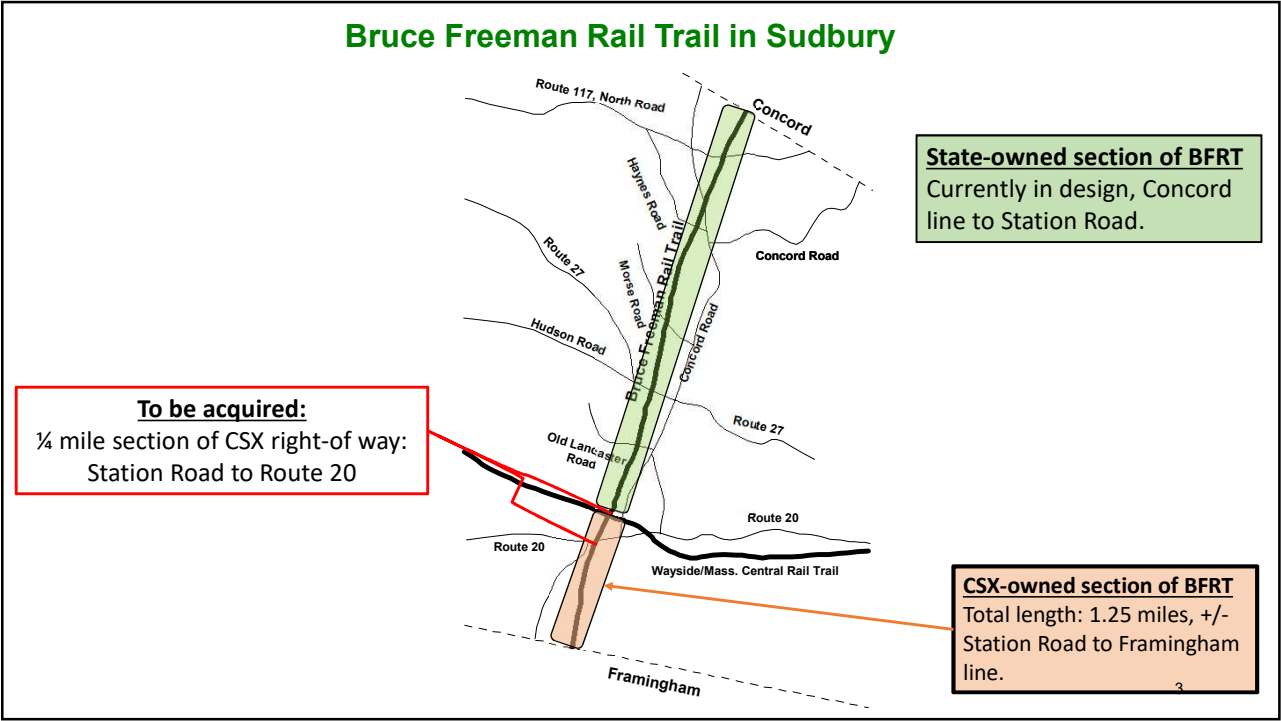 Bruce Freeman Rail Trail in Sudbury
Route 117, North Road
Concord
State-owned section of BFRT
Currently in design, Concord
line to Station Road.
Haynes Road
Concord Road
Route 27
Morse Road
Bruce Freeman Rail Trail
Concord Road
Hudson Road
To be acquired:
¼ mile section of CSX right-of way:
Station Road to Route 20
Route 27
Old Lancaster
Road
Route 20
Route 20
Wayside/Mass. Central Rail Trail
CSX-owned section of BFRT
Total length: 1.25 miles, +/-
Station Road to Framingham
line.
Framingham
3